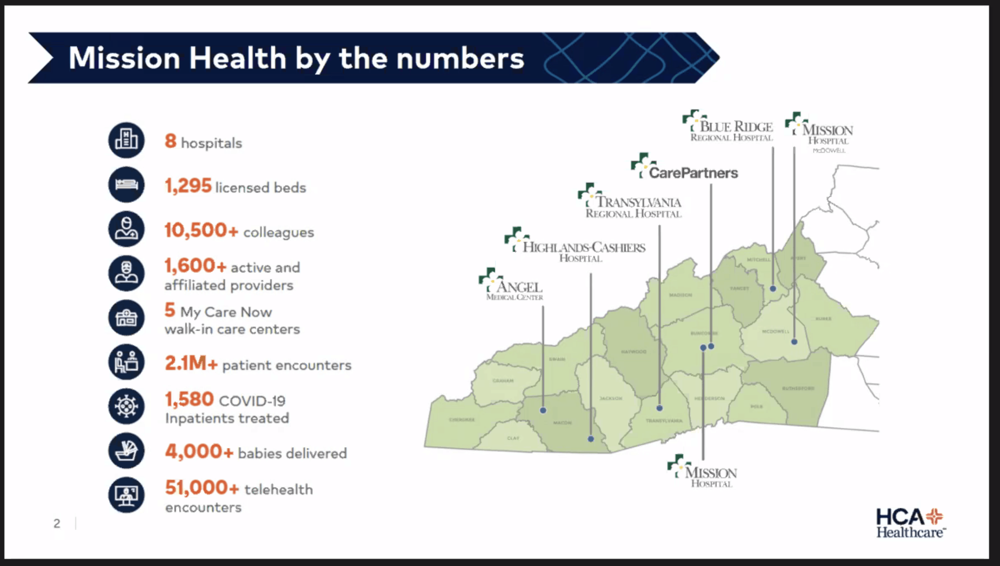 Mission Health by the numbers
8 hospitals
1,295 licensed beds
10,500+ colleagues
1,600+ active and
affiliated providers
5 My Care Now
walk-in care centers
2.1M+ patient encounters
1,580 COVID-19
Inpatients treated
4,000+ babies delivered
51,000+ telehealth
encounters
2
BLUE RIDGE
REGIONAL HOSPITAL
MISSION
HOSPITAL
MCDOWELL
CarePartners
TRANSYLVANIA
REGIONAL HOSPITAL
HIGHLANDS-CASHIERS
HOSPITAL
ANGEL
MEDICAL CENTER
MITCHELL
AVERY
YANCEY
MADISON
BURKE
BUNCOMBE
MCDOWELL
HAYWOOD
SWAIN
GRAHAM
RUTHERFORD
JACKSON
HENDERSON
POLK
CHEROKEE
MACON
TRANSYLVANIA
CLAY
MISSION
HOSPITAL
HCA
Healthcare™